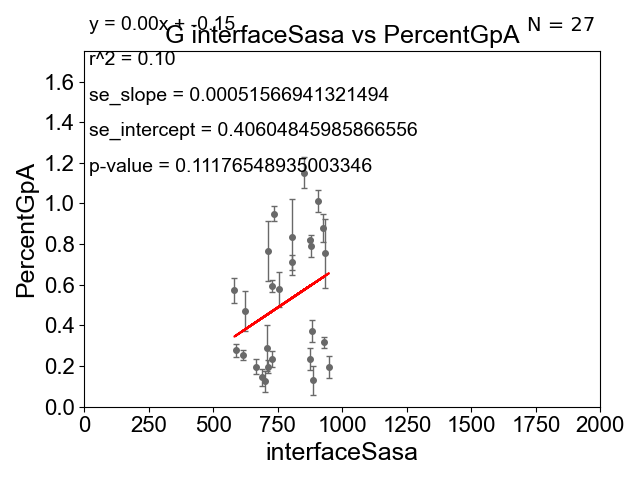 y = 0.00x + -0.15
N = 27
G interfaceSasa vs PercentGpA
r^2 = 0.10
se_slope = 0.00051566941321494
se_intercept = 0.40604845985866556
p-value = 0.11176548935003346
PercentGpA
1.6
1.4
1.2
1.0
0.8
0.6
0.4
0.2
0.0
0 250 500 750 1000 1250 1500 1750 2000
interfaceSasa